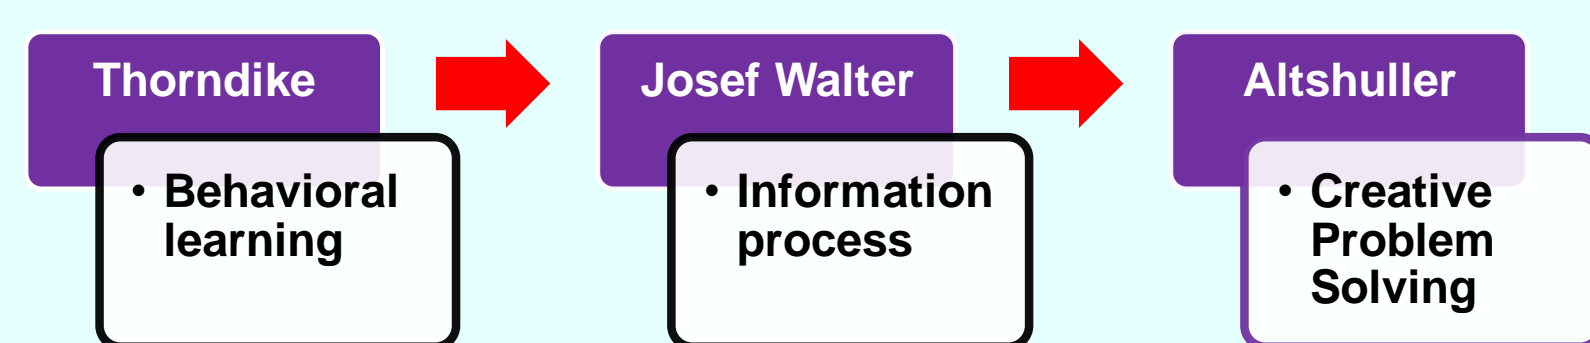 Thorndike
• Behavioral
learning
Josef Walter
• Information
process
Altshuller
• Creative
Problem
Solving